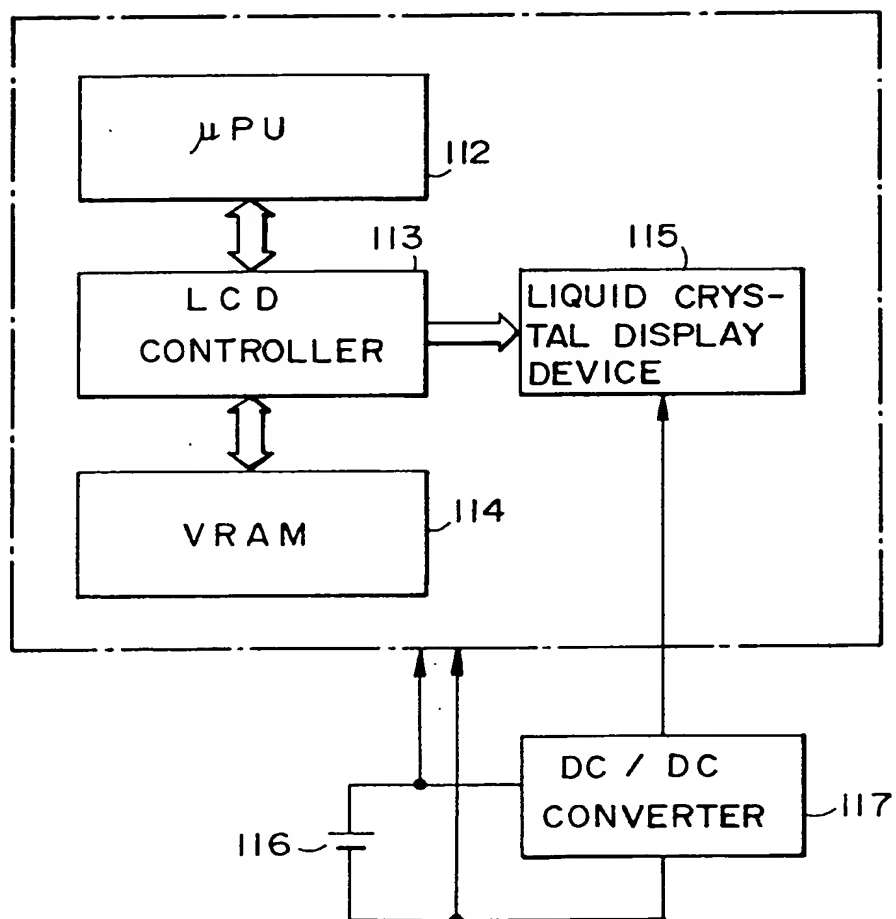 μPU
112
113
LCD
CONTROLLER
115
LIQUID CRYS-
TAL DISPLAY
DEVICE
VRAM
114
116
DC / DC
CONVERTER
117